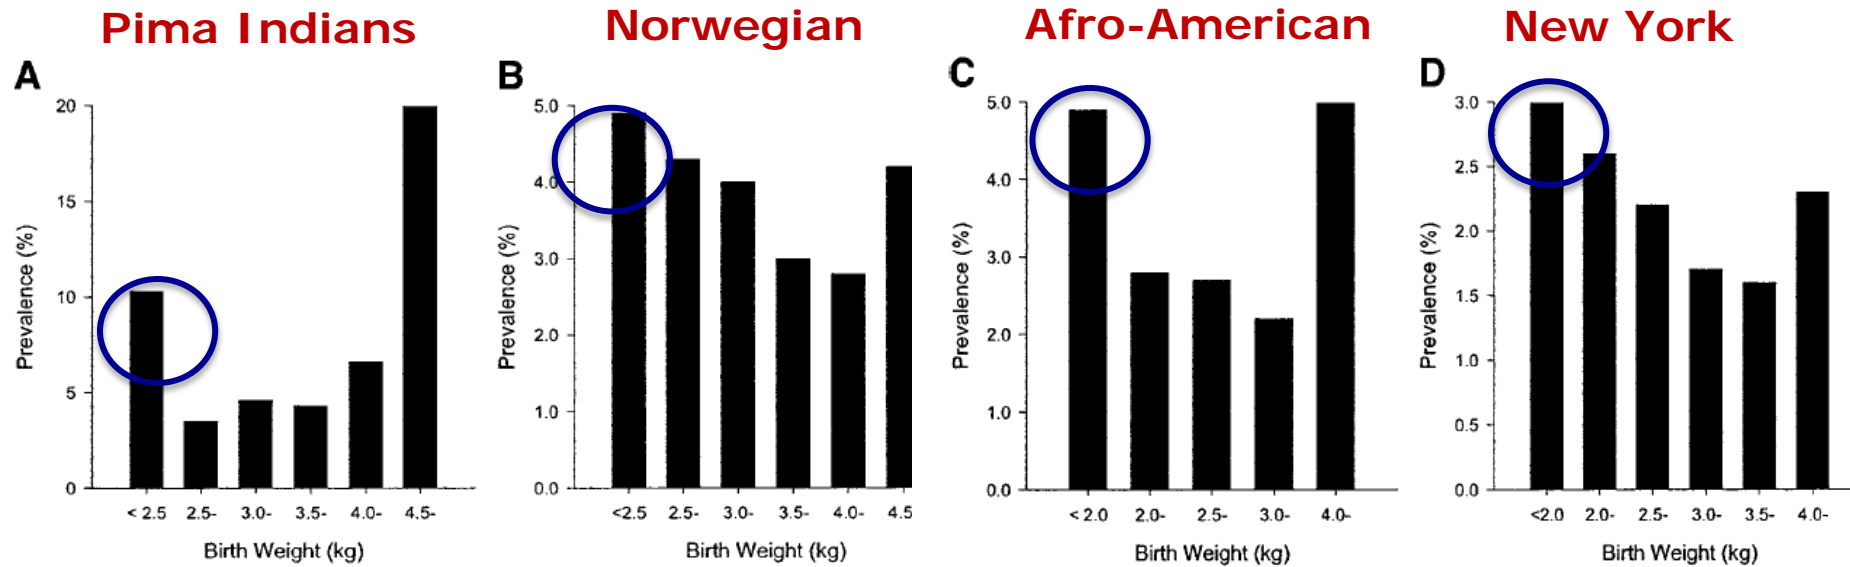 Pima Indians
A
Prevalence (%)
20
15
10
5
0
< 2.5 2.5- 3.0- 3.5- 4.0- 4.5-
Birth Weight (kg)
Norwegian
B
Prevalence (%)
5.0
4.0
3.0
2.0
1.0
0.0
<2.5 2.5- 3.0- 3.5- 4.0- 4.5
Birth Weight (kg)
Afro-American
C
Prevalence (%)
5.0
4.0
3.0
2.0
1.0
0.0
< 2.0 2.0- 2.5- 3.0- 4.0-
Birth Weight (kg)
New York
D
Prevalence (%)
3.0
2.5
2.0
1.5
1.0
0.5
0.0
<2.0 2.0- 2.5- 3.0- 3.5- 4.0-
Birth Weight (kg)